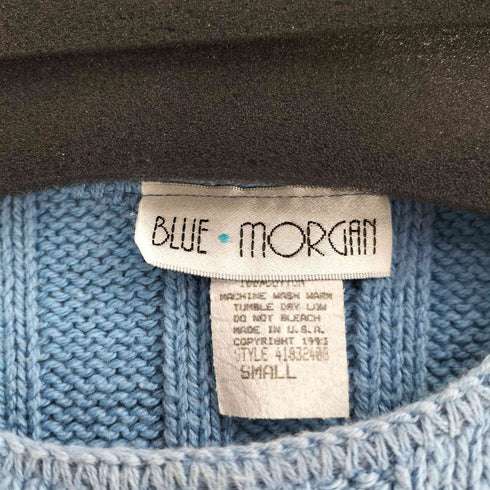 BLUE • MORGAN
100% COTTON
MACHINE WASH WARM
TUMBLE DRY LOW
DO NOT BLEACH
MADE IN U.S.A.
COPYRIGHT 1993
STYLE 41832408
SMALL